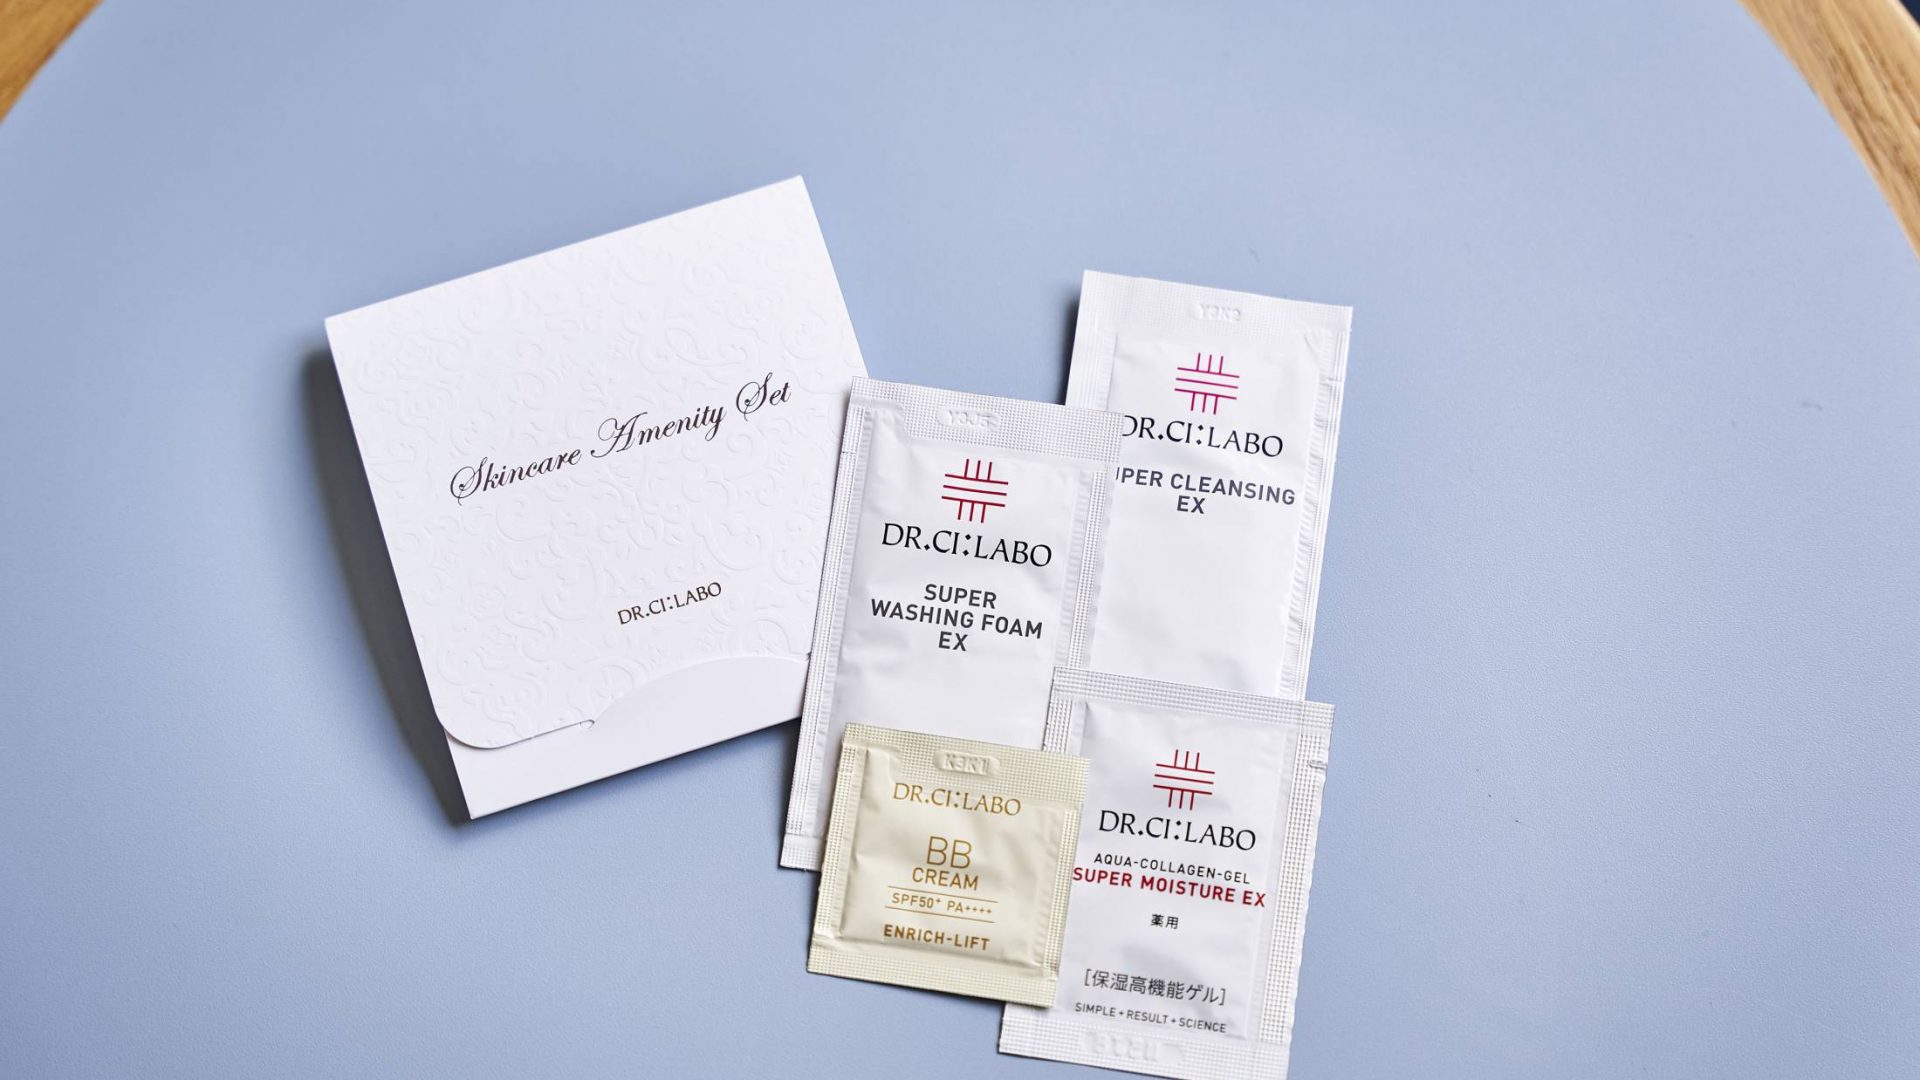 Skincare Amenity Set
DR.CI:LABO
DR.CI:LABO
SUPER
WASHING FOAM
EX
DR.CI:LABO
CLEANSING
EX
DR.CI:LABO
BB
CREAM
SPF50+ PA++++
ENRICH-LIFT
DR.CI:LABO
AQUA-COLLAGEN-GEL
SUPER MOISTURE EX
薬用
[保湿高機能ゲル]
SIMPLE+RESULT+SCIENCE